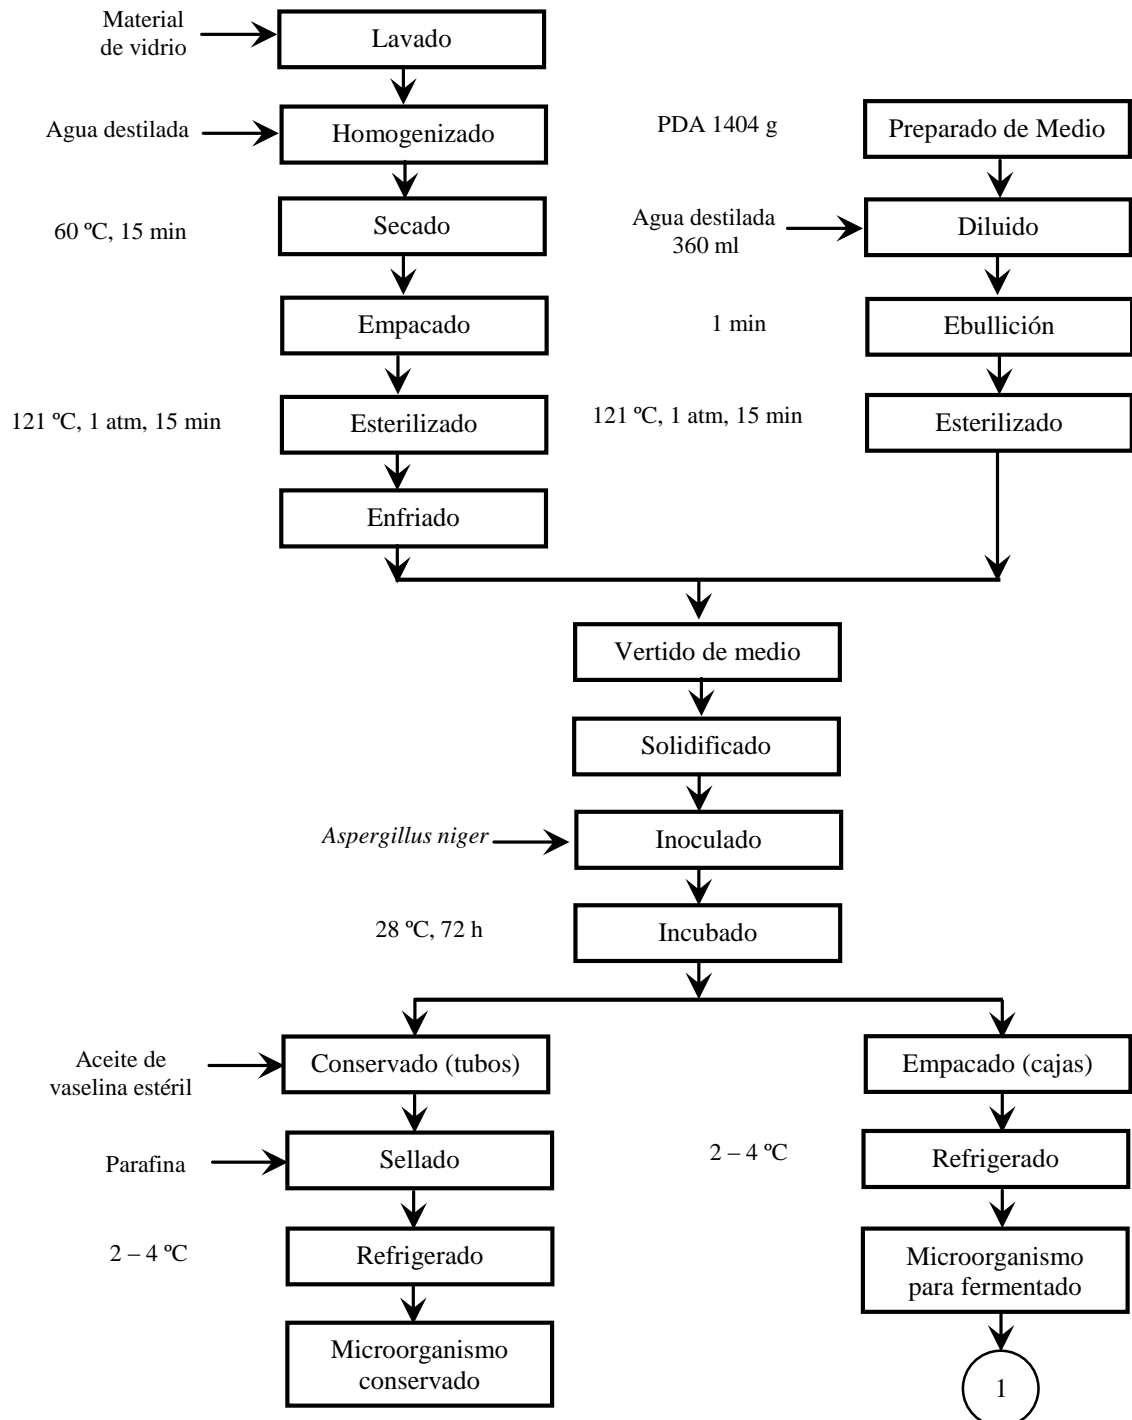 Material
de vidrio
Lavado
Agua destilada
Homogenizado
PDA 1404 g
Preparado de Medio
60 ºC, 15 min
Secado
Agua destilada
360 ml
Diluido
Empacado
1 min
Ebullición
121 ºC, 1 atm, 15 min
Esterilizado
121 ºC, 1 atm, 15 min
Esterilizado
Enfriado
Vertido de medio
Solidificado
Aspergillus niger
Inoculado
28 ºC, 72 h
Incubado
Aceite de
vaselina estéril
Conservado (tubos)
Empacado (cajas)
Parafina
Sellado
2 – 4 ºC
Refrigerado
2 – 4 ºC
Refrigerado
Microorganismo
para fermentado
Microorganismo
conservado
1